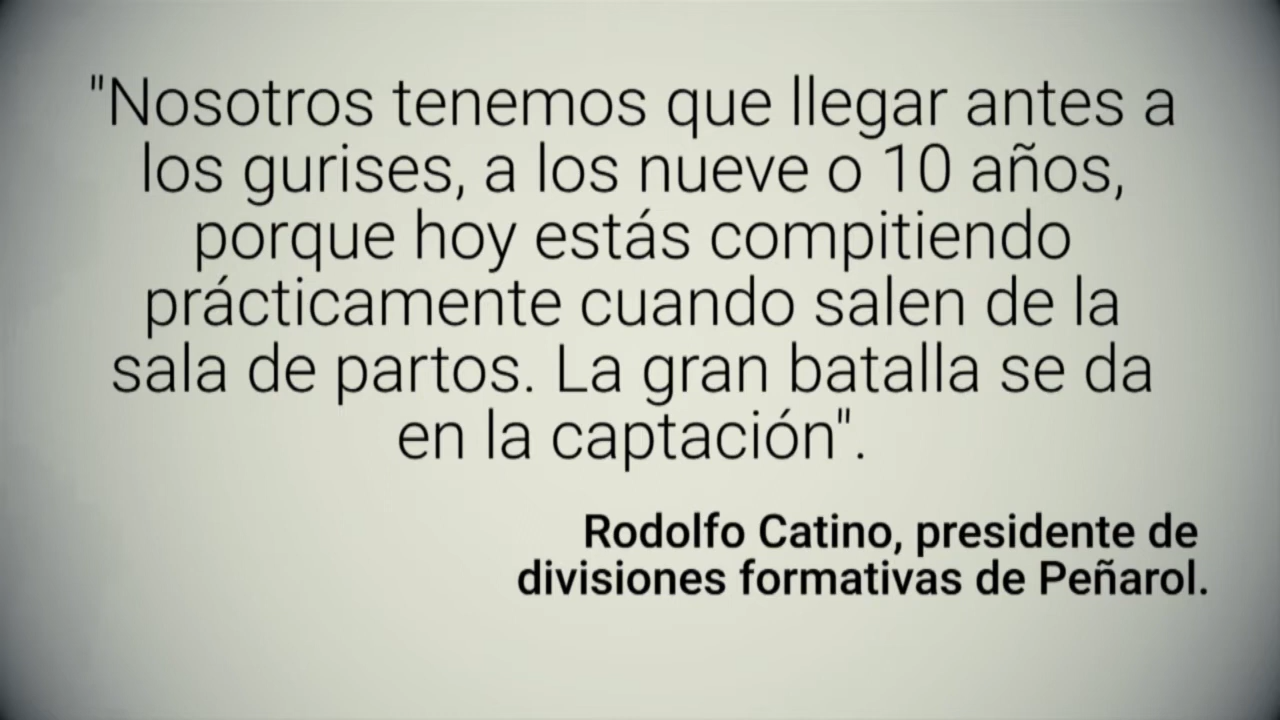 "Nosotros tenemos que llegar antes a
los gurises, a los nueve o 10 años,
porque hoy estás compitiendo
prácticamente cuando salen de la
sala de partos. La gran batalla se da
en la captación".
Rodolfo Catino, presidente de
divisiones formativas de Peñarol.